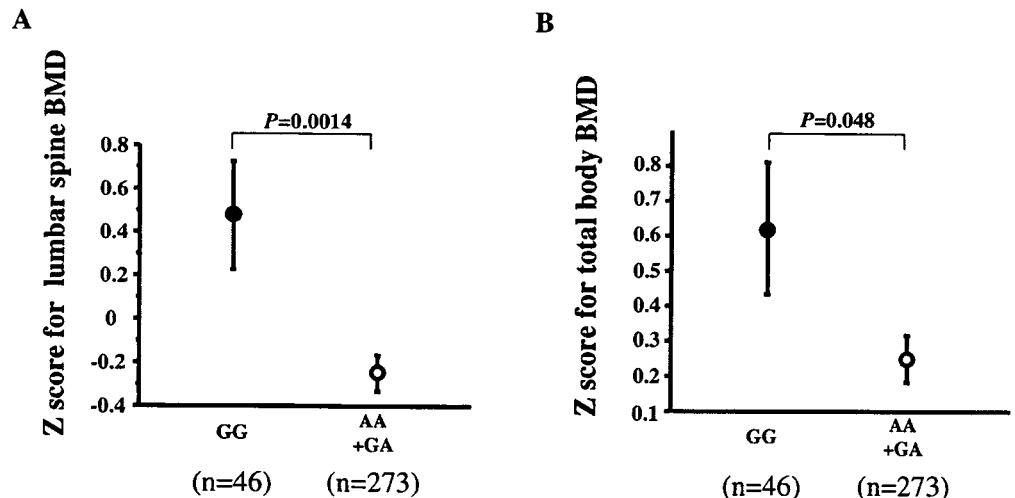 A
Z score for lumbar spine BMD
P=0.0014
0.8
0.6
0.4
0.2
0
-0.2
-0.4
GG
AA
+GA
(n=46)
(n=273)
B
Z score for total body BMD
P=0.048
0.8
0.7
0.6
0.5
0.4
0.3
0.2
0.1
GG
AA
+GA
(n=46)
(n=273)